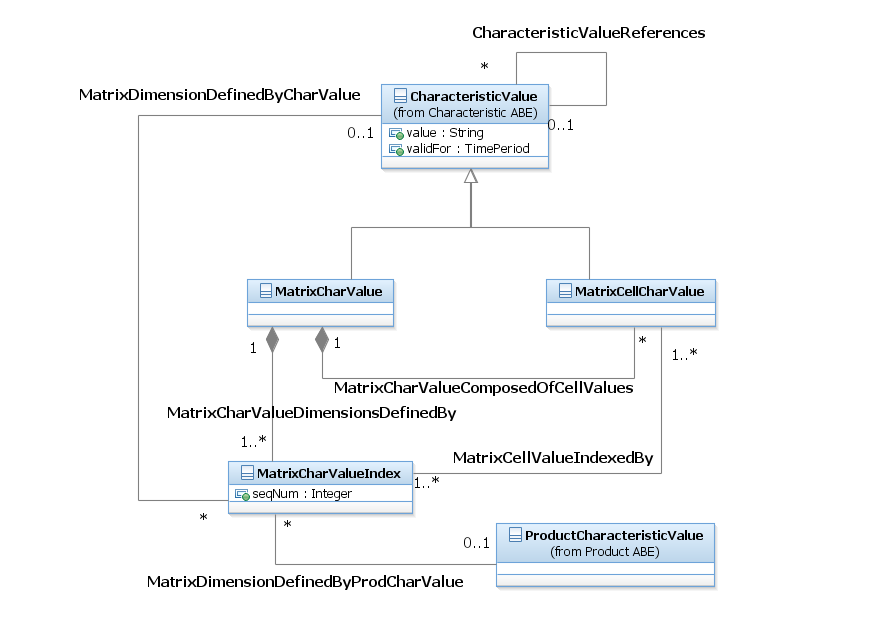 CharacteristicValueReferences
*
MatrixDimensionDefinedByCharValue
CharacteristicValue
(from Characteristic ABE)
0..1
0..1
value : String
validFor : TimePeriod
MatrixCharValue
MatrixCellCharValue
1
1
*
1..*
MatrixCharValueComposedOfCellValues
MatrixCharValueDimensionsDefinedBy
1..*
MatrixCellValueIndexedBy
MatrixCharValueIndex
1..*
seqNum : Integer
*
*
0..1
ProductCharacteristicValue
(from Product ABE)
MatrixDimensionDefinedByProdCharValue